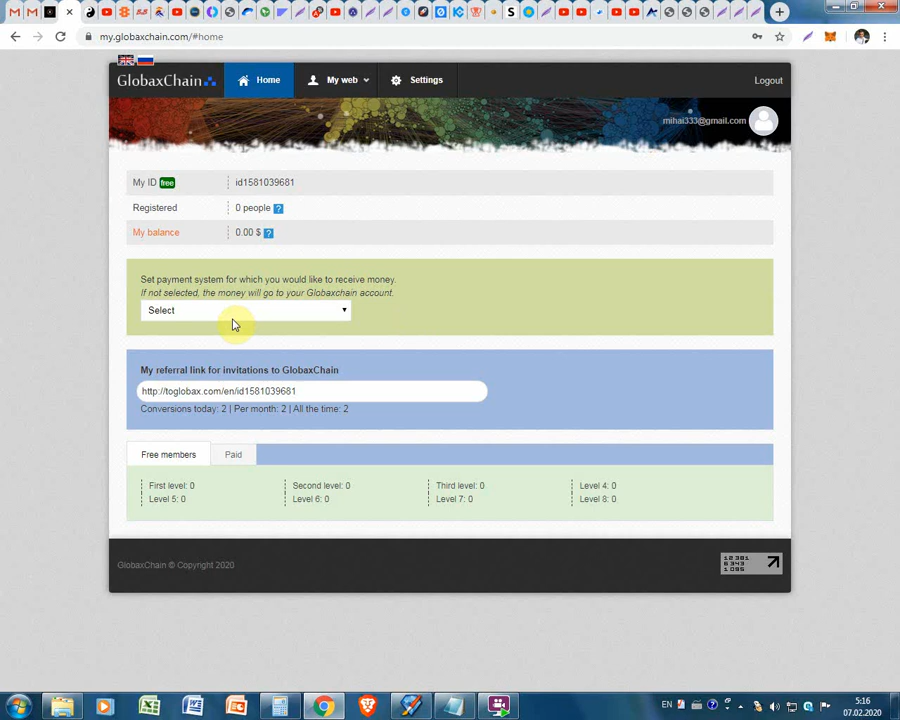 my.globaxchain.com/#home
GlobaxChain
Home
My web
Settings
Logout
mihai333@gmail.com
My ID free
id1581039681
Registered
0 people ?
My balance
0.00 $ ?
Set payment system for which you would like to receive money.
If not selected, the money will go to your Globaxchain account.
Select
My referral link for invitations to GlobaxChain
http://toglobax.com/en/id1581039681
Conversions today: 2 | Per month: 2 | All the time: 2
Free members
Paid
First level: 0
Second level: 0
Third level: 0
Level 4: 0
Level 5: 0
Level 6: 0
Level 7: 0
Level 8: 0
GlobaxChain © Copyright 2020
EN
5:16
07.02.2020